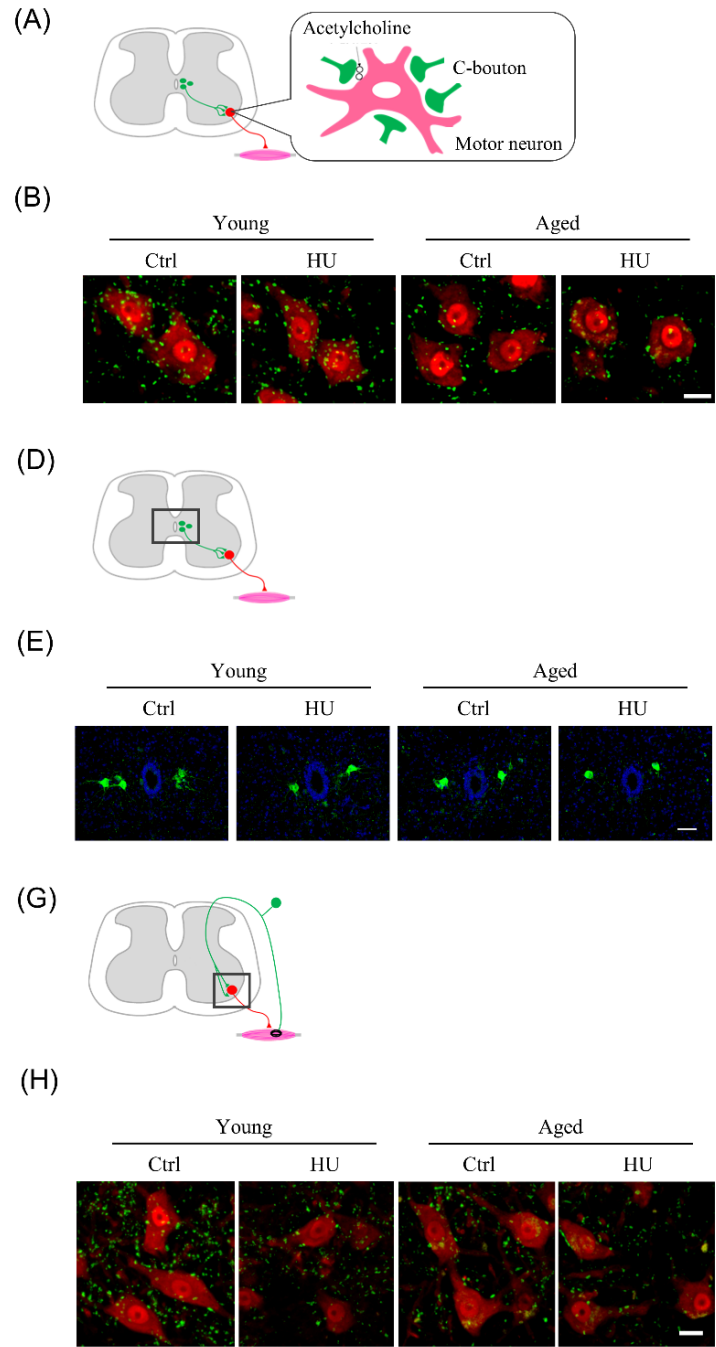 (A)
Acetylcholine
C-bouton
Motor neuron
(B)
Young Aged
Ctrl HU Ctrl HU
(D)
(E)
Young Aged
Ctrl HU Ctrl HU
(G)
(H)
Young Aged
Ctrl HU Ctrl HU